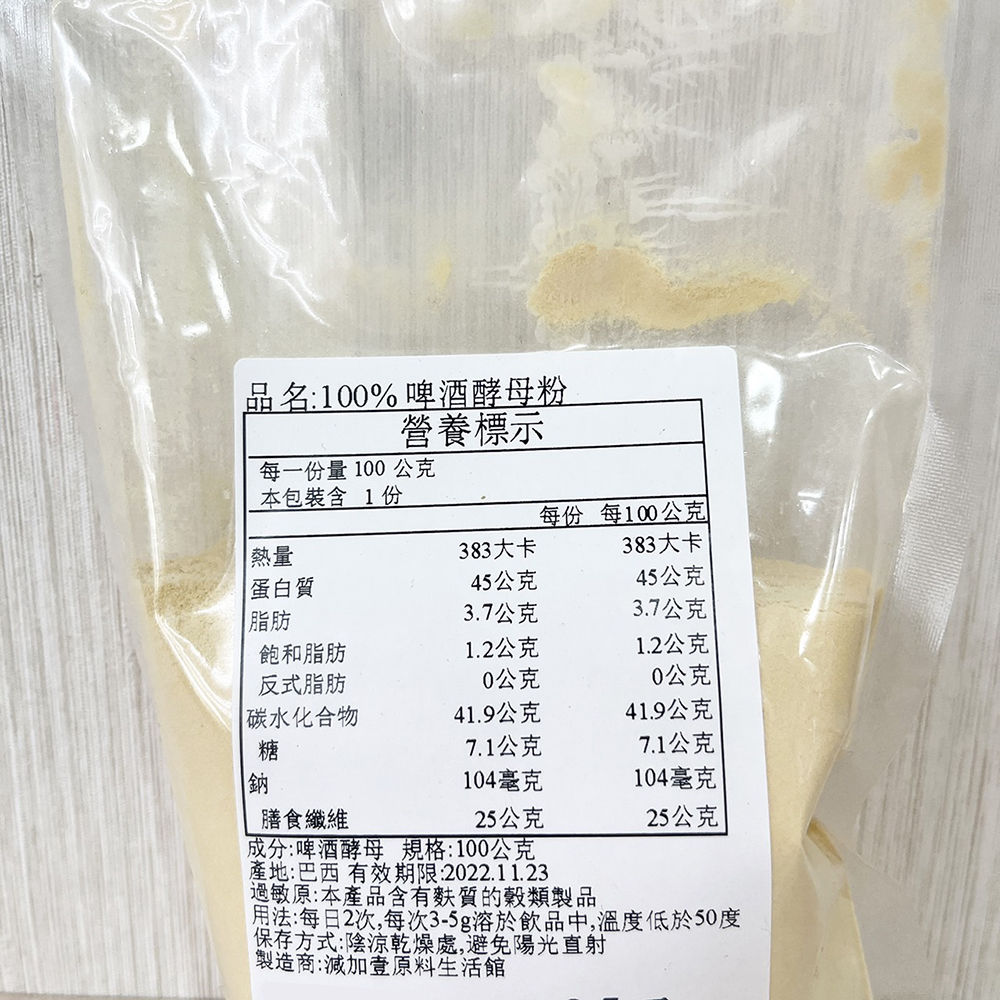 品名:100% 啤酒酵母粉
營養標示
每一份量 100 公克
本包裝含 1 份
每份 每100公克
熱量 383大卡 383大卡
蛋白質 45公克 45公克
脂肪 3.7公克 3.7公克
飽和脂肪 1.2公克 1.2公克
反式脂肪 0公克 0公克
碳水化合物 41.9公克 41.9公克
糖 7.1公克 7.1公克
鈉 104毫克 104毫克
膳食纖維 25公克 25公克
成分:啤酒酵母 規格:100公克
產地:巴西 有效期限:2022.11.23
過敏原:本產品含有麩質的穀類製品
用法:每日2次,每次3-5g溶於飲品中,溫度低於50度
保存方式:陰涼乾燥處,避免陽光直射
製造商:減加壹原料生活館